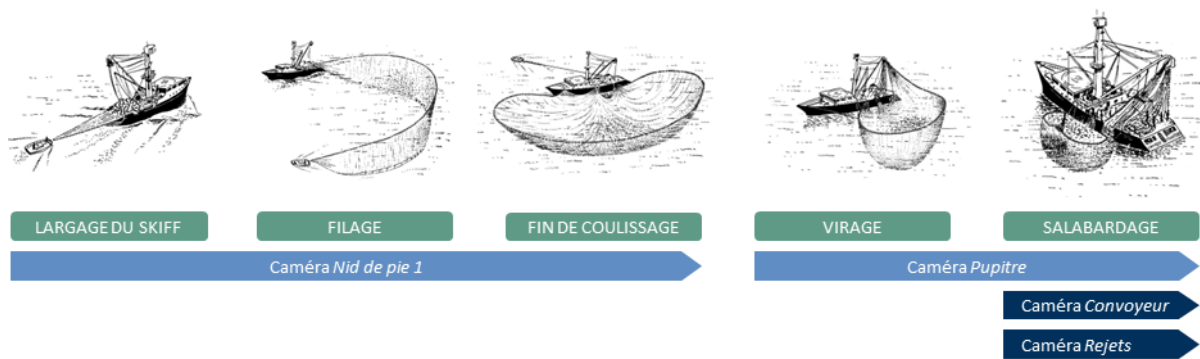 LARGAGE DU SKIFF
FILAGE
FIN DE COULISSAGE
VIRAGE
SALABARDAGE
Caméra Nid de pie 1
Caméra Pupitre
Caméra Convoyeur
Caméra Rejets